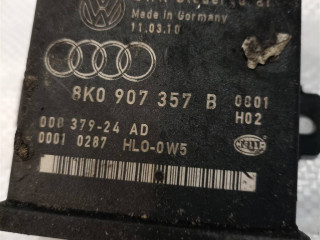 Made in Germany
11.03.10
8K0 907 357 B 0001
H02
008 379-24 AD
0001 0287 HL0-0W5
HELLA